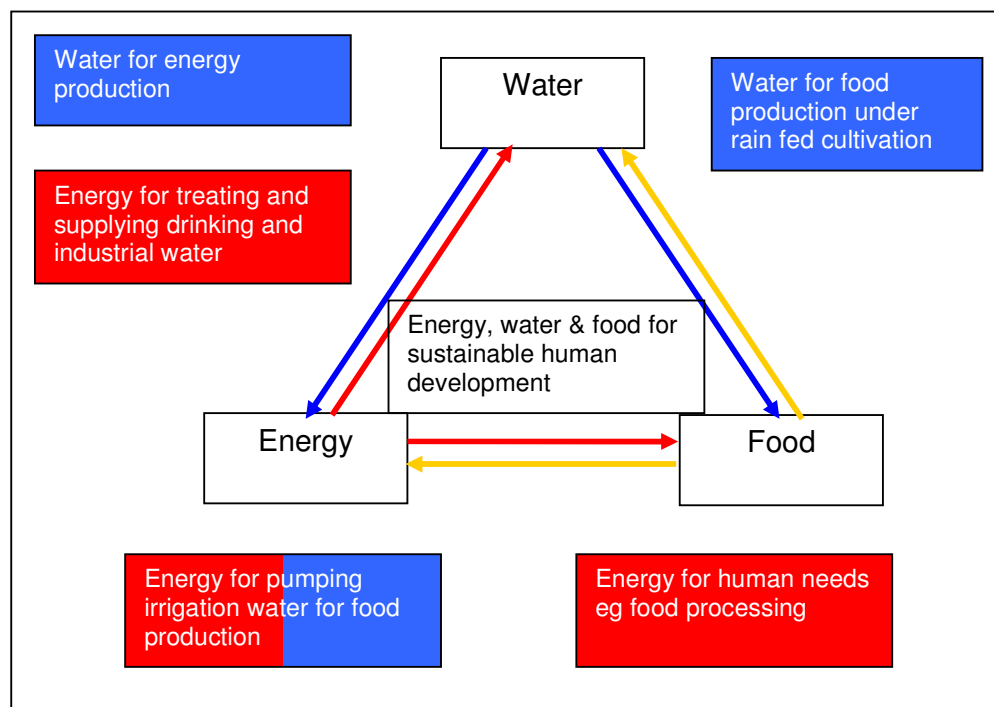 Water for energy
production
Water
Water for food
production under
rain fed cultivation
Energy for treating and
supplying drinking and
industrial water
Energy, water & food for
sustainable human
development
Energy
Food
Energy for pumping
irrigation water for food
production
Energy for human needs
eg food processing